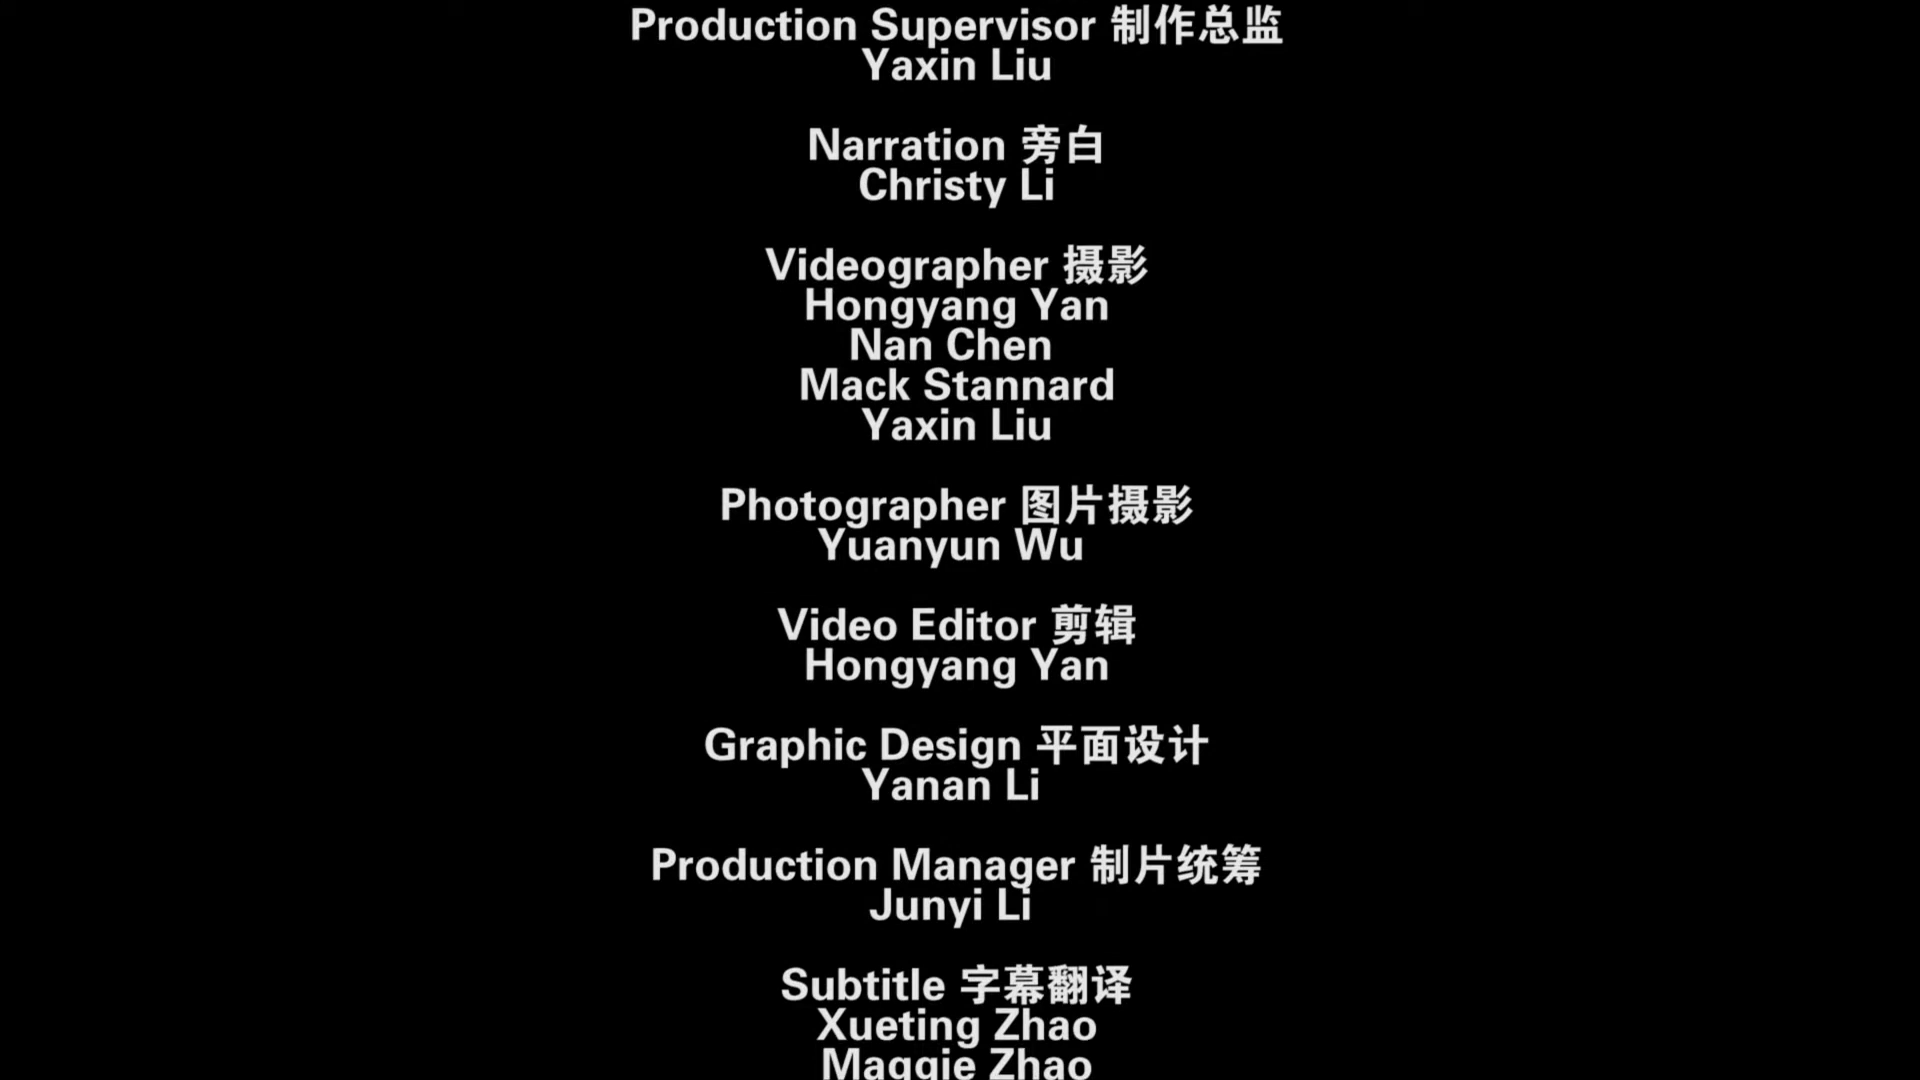 Production Supervisor 制作总监
Yaxin Liu
Narration 旁白
Christy Li
Videographer 摄影
Hongyang Yan
Nan Chen
Mack Stannard
Yaxin Liu
Photographer 图片摄影
Yuanyun Wu
Video Editor 剪辑
Hongyang Yan
Graphic Design 平面设计
Yanan Li
Production Manager 制片统筹
Junyi Li
Subtitle 字幕翻译
Xueting Zhao
Maggie Zhao